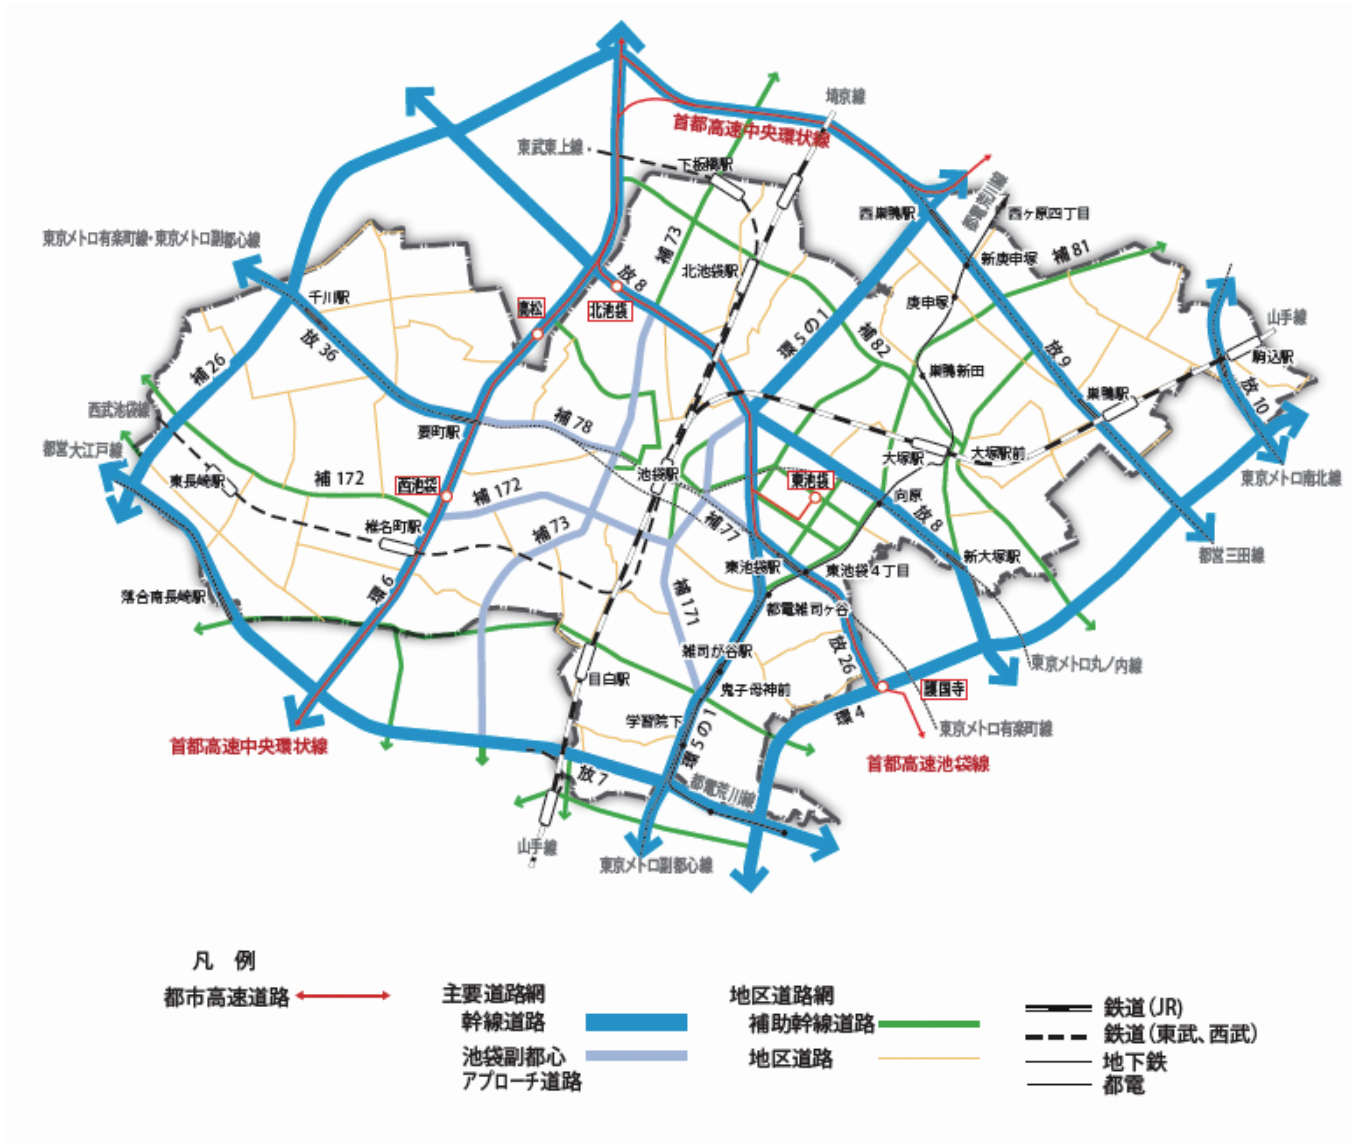 埼京線
首都高速中央環状線
東武東上線
下板橋駅
都電荒川線
西巣鴨駅
西ヶ原四丁目
東京メトロ有楽町線・東京メトロ副都心線
補73
新庚申塚
補81
北池袋駅
放8
千川駅
高松
北池袋
庚申塚
山手線
環5の1
補82
放36
放9
駒込駅
補26
巣鴨新田
巣鴨駅
放10
西武池袋線
補78
要町駅
都営大江戸線
大塚駅
大塚駅前
池袋駅
東長崎駅
補172
西池袋
補172
東池袋
向原
東京メトロ南北線
椎名町駅
補73
補77
放8
都営三田線
新大塚駅
東池袋駅
東池袋4丁目
環6
落合南長崎駅
補171
都電雑司ヶ谷
雑司が谷駅
放26
東京メトロ丸ノ内線
目白駅
鬼子母神前
護国寺
環4
学習院下
環5の1
東京メトロ有楽町線
首都高速中央環状線
首都高速池袋線
放7
都電荒川線
山手線
東京メトロ副都心線
凡 例
都市高速道路
主要道路網
幹線道路
池袋副都心
アプローチ道路
地区道路網
補助幹線道路
地区道路
鉄道(JR)
鉄道(東武、西武)
地下鉄
都電